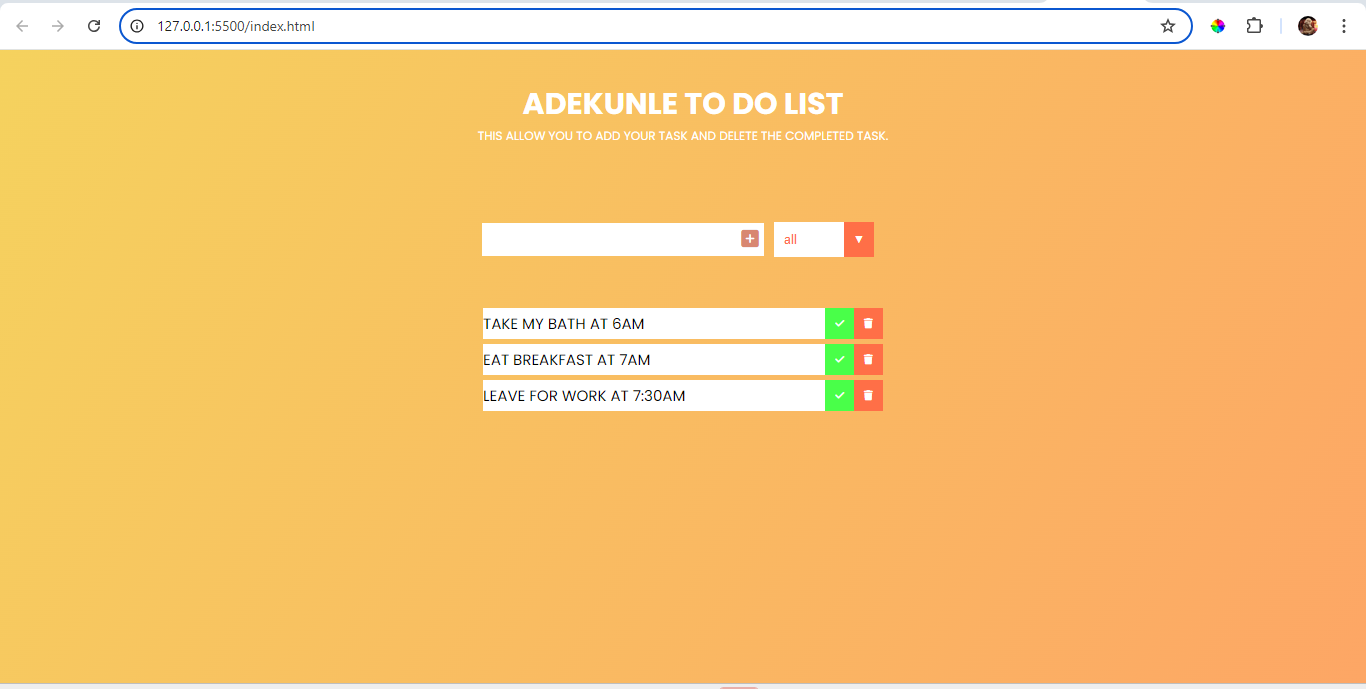 127.0.0.1:5500/index.html
ADEKUNLE TO DO LIST
THIS ALLOW YOU TO ADD YOUR TASK AND DELETE THE COMPLETED TASK.
all
TAKE MY BATH AT 6AM
EAT BREAKFAST AT 7AM
LEAVE FOR WORK AT 7:30AM